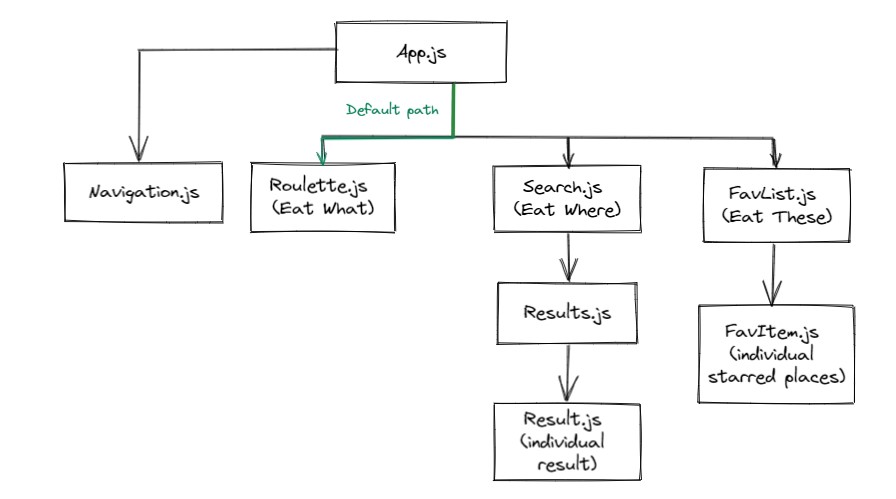 App.js
Default path
Navigation.js
Roulette.js
(Eat What)
Search.js
(Eat Where)
FavList.js
(Eat These)
Results.js
FavItem.js
(individual
starred places)
Result.js
(individual
result)